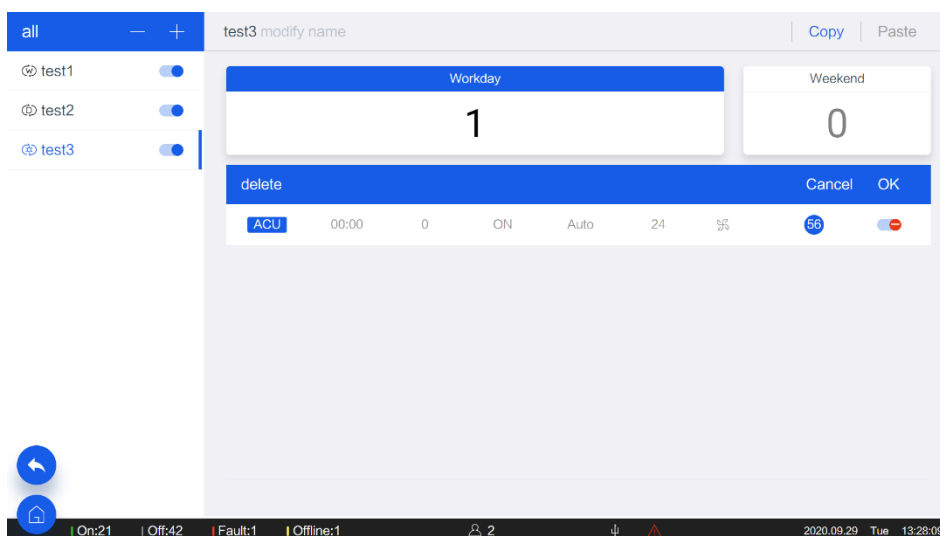 all — +
test3 modify name Copy Paste
test1
test2
test3
Workday
1
Weekend
0
delete Cancel OK
ACU 00:00 0 ON Auto 24 56
On:21 Off:42 Fault:1 Offline:1 2 2020.09.29 Tue 13:28:09